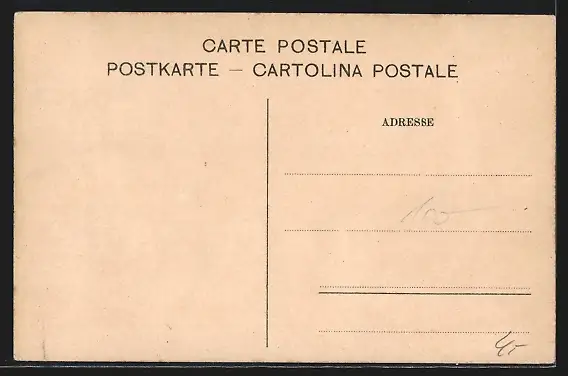 CARTE POSTALE
POSTKARTE — CARTOLINA POSTALE
ADRESSE